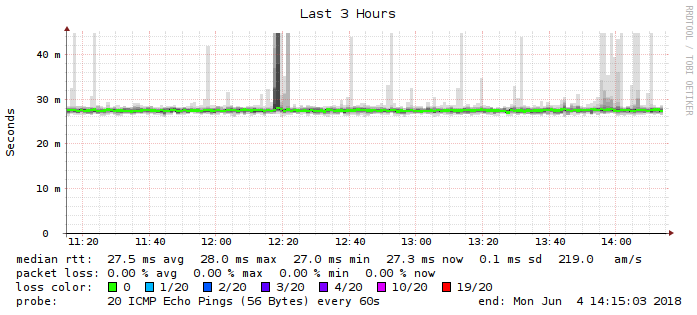 Last 3 Hours
RRDTOOL / TOBI OETIKER
Seconds
40 m
30 m
20 m
10 m
0
11:20 11:40 12:00 12:20 12:40 13:00 13:20 13:40 14:00
median rtt: 27.5 ms avg 28.0 ms max 27.0 ms min 27.3 ms now 0.1 ms sd 219.0 am/s
packet loss: 0.00 % avg 0.00 % max 0.00 % min 0.00 % now
loss color: 0 1/20 2/20 3/20 4/20 10/20 19/20
probe: 20 ICMP Echo Pings (56 Bytes) every 60s end: Mon Jun 4 14:15:03 2018